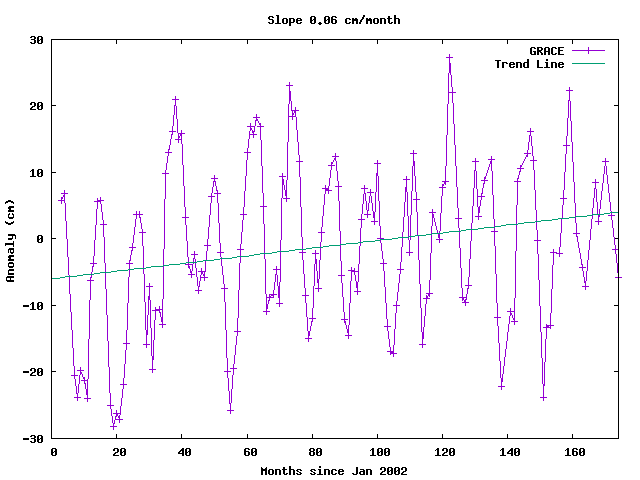 Slope 0.06 cm/month
GRACE
Trend Line
Anomaly (cm)
30
20
10
0
-10
-20
-30
0 20 40 60 80 100 120 140 160
Months since Jan 2002